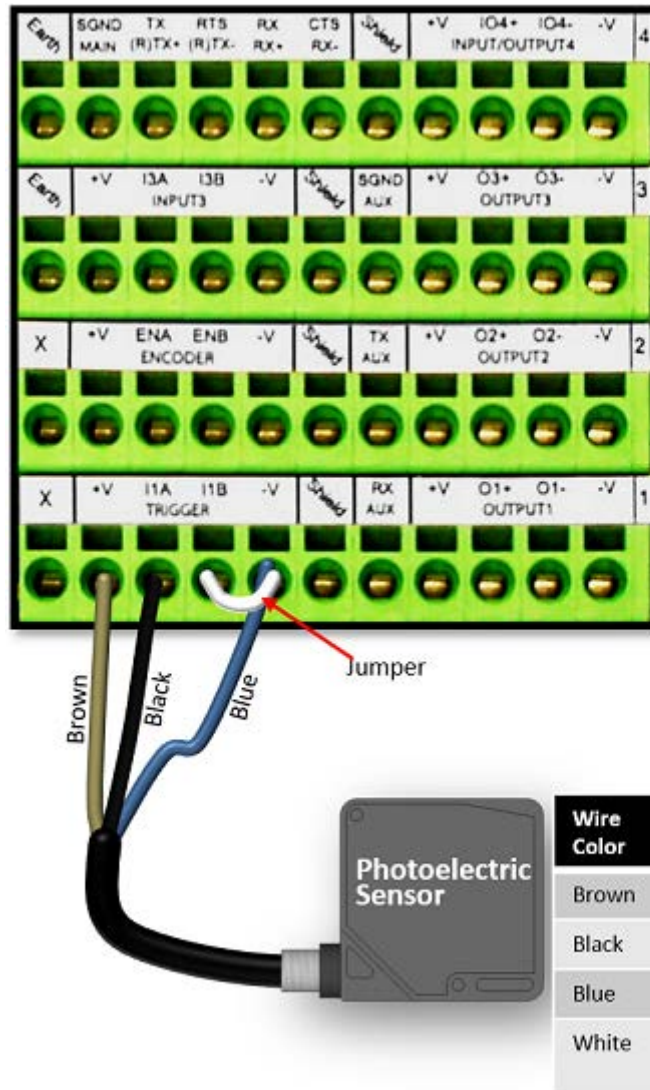 Earth SGND TX RTS RX CTS Shield +V IO4+ IO4- -V 4
MAIN (R)TX+ (R)TX- RX+ RX- INPUT/OUTPUT4
Earth +V I3A I3B -V Shield SGND +V O3+ O3- -V 3
INPUT3 AUX OUTPUT3
X +V ENA ENB -V Shield TX +V O2+ O2- -V 2
ENCODER AUX OUTPUT2
X +V I1A I1B -V Shield RX +V O1+ O1- -V 1
TRIGGER AUX OUTPUT1
Jumper
Brown
Black
Blue
Photoelectric
Sensor
Wire
Color
Brown
Black
Blue
White